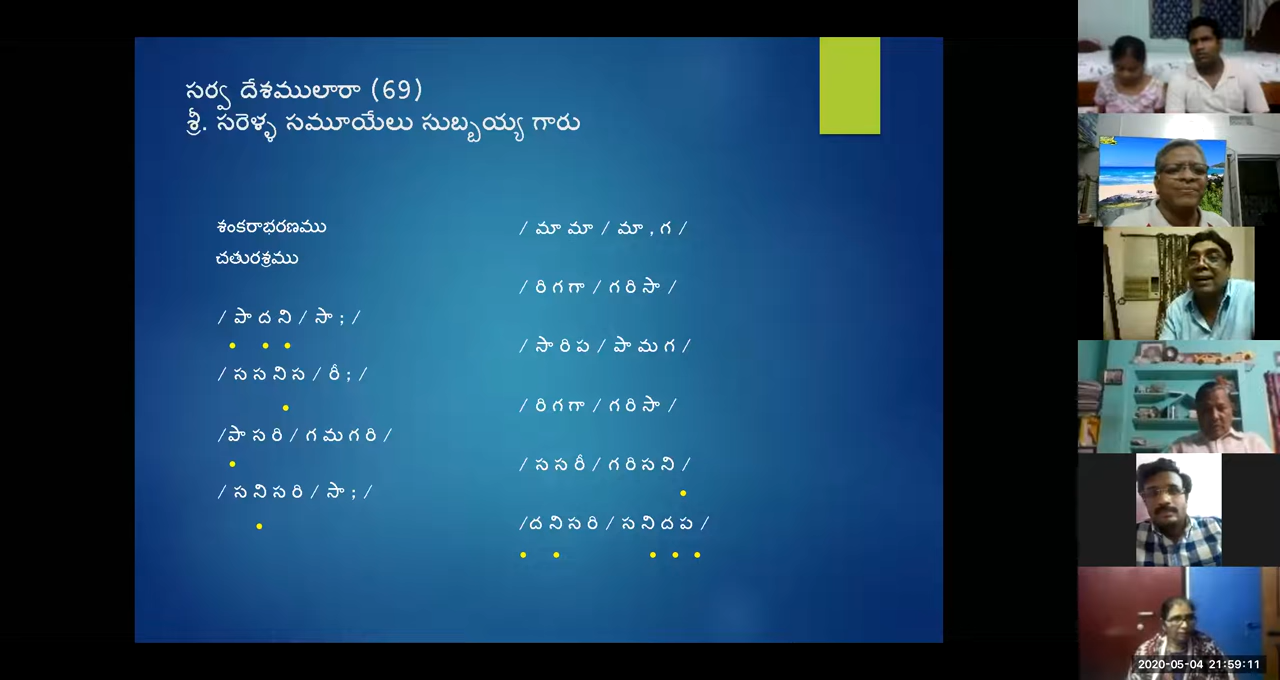 సర్వ దేశములారా (69)
శ్రీ. సరెళ్ళ సమూయేలు సుబ్బయ్య గారు
శంకరాభరణము
చతురశ్రము
/ పా ద ని / సా ; /
/ స స ని స / రీ ; /
/పా స రి / గ మ గ రి /
/ స ని స రి / సా ; /
/ మా మా / మా , గ /
/ రి గ గా / గ రి సా /
/ సా రి ప / పా మ గ /
/ రి గ గా / గ రి సా /
/ స స రీ / గ రి స ని /
/ద ని స రి / స ని ద ప /
2020-05-04 21:59:11